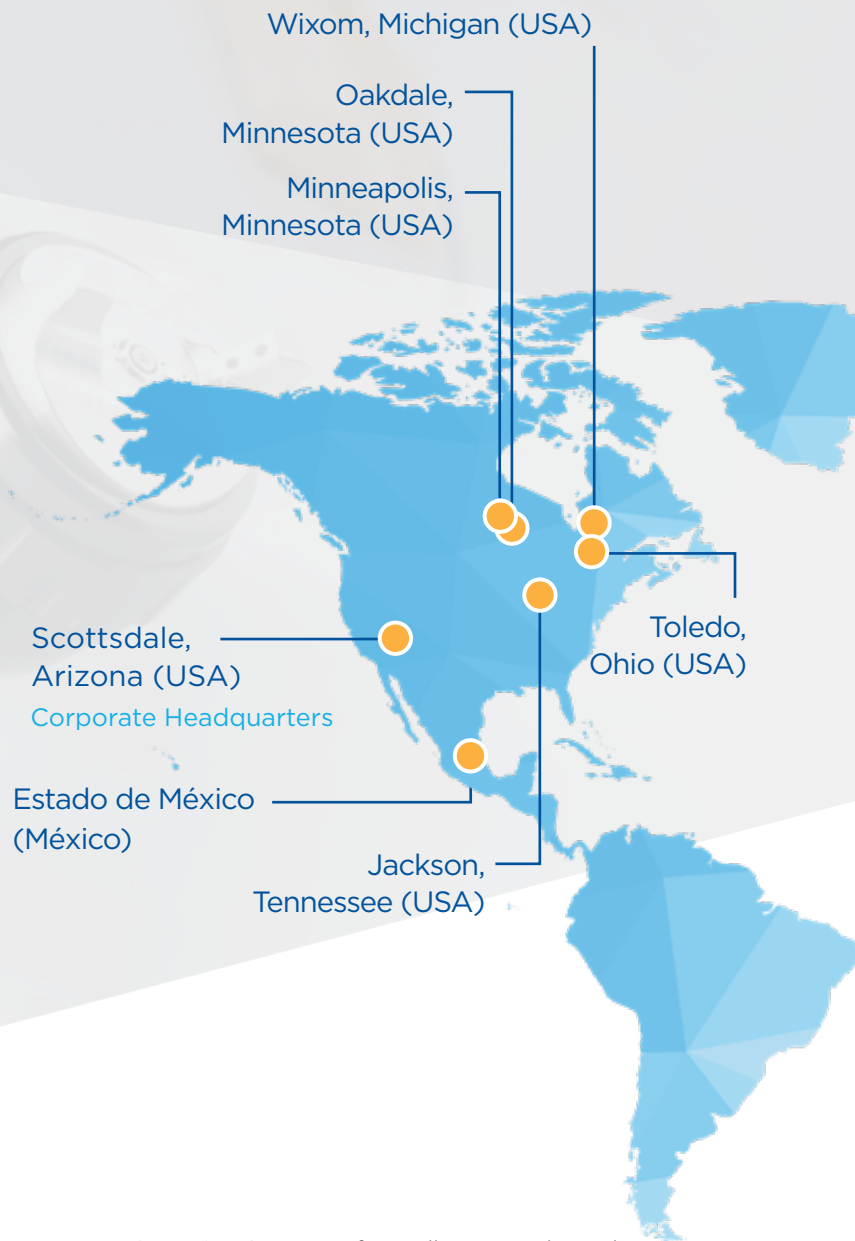 Wixom, Michigan (USA)
Oakdale,
Minnesota (USA)
Minneapolis,
Minnesota (USA)
Scottsdale,
Arizona (USA)
Corporate Headquarters
Toledo,
Ohio (USA)
Estado de México
(México)
Jackson,
Tennessee (USA)